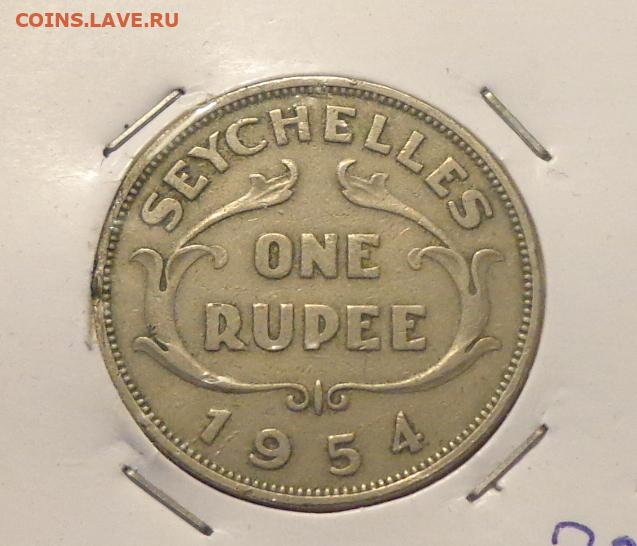 COINS.LAVE.RU
SEYCHELLES
ONE
RUPEE
1954